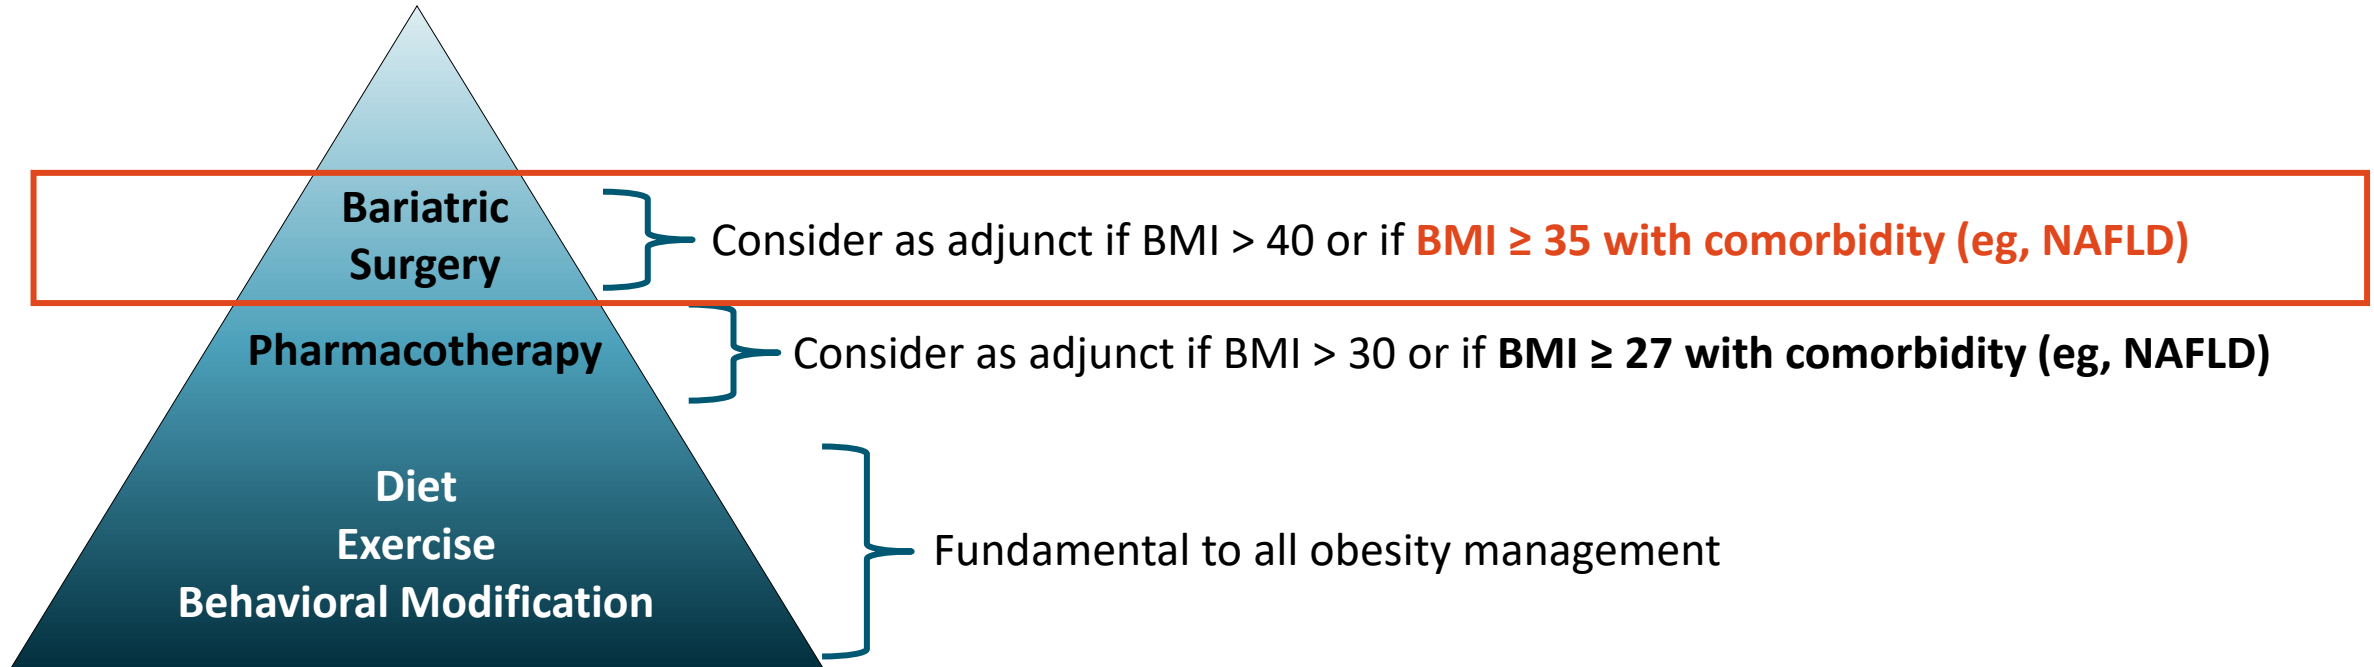 Bariatric
Surgery
Consider as adjunct if BMI > 40 or if BMI ≥ 35 with comorbidity (eg, NAFLD)
Pharmacotherapy
Consider as adjunct if BMI > 30 or if BMI ≥ 27 with comorbidity (eg, NAFLD)
Diet
Exercise
Behavioral Modification
Fundamental to all obesity management